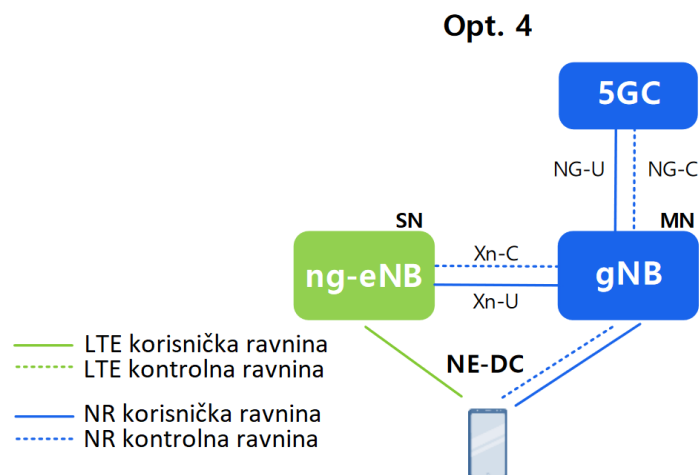 Opt. 4
5GC
NG-U NG-C
SN MN
Xn-C
ng-eNB gNB
Xn-U
LTE korisnička ravnina
NE-DC
LTE kontrolna ravnina
NR korisnička ravnina
NR kontrolna ravnina